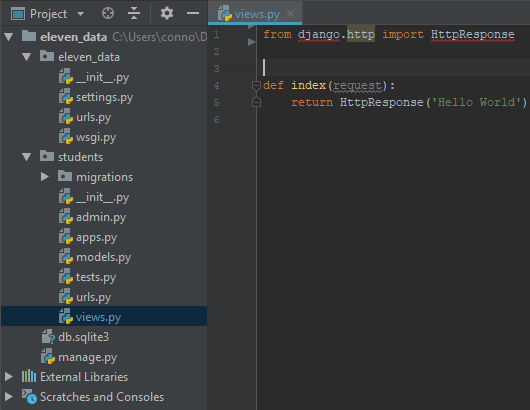 Project
views.py
eleven_data C:\Users\conno\D
eleven_data
__init__.py
settings.py
urls.py
wsgi.py
students
migrations
__init__.py
admin.py
apps.py
models.py
tests.py
urls.py
views.py
db.sqlite3
manage.py
External Libraries
Scratches and Consoles
1 from django.http import HttpResponse
2
3
4 def index(request):
5 return HttpResponse('Hello World')
6